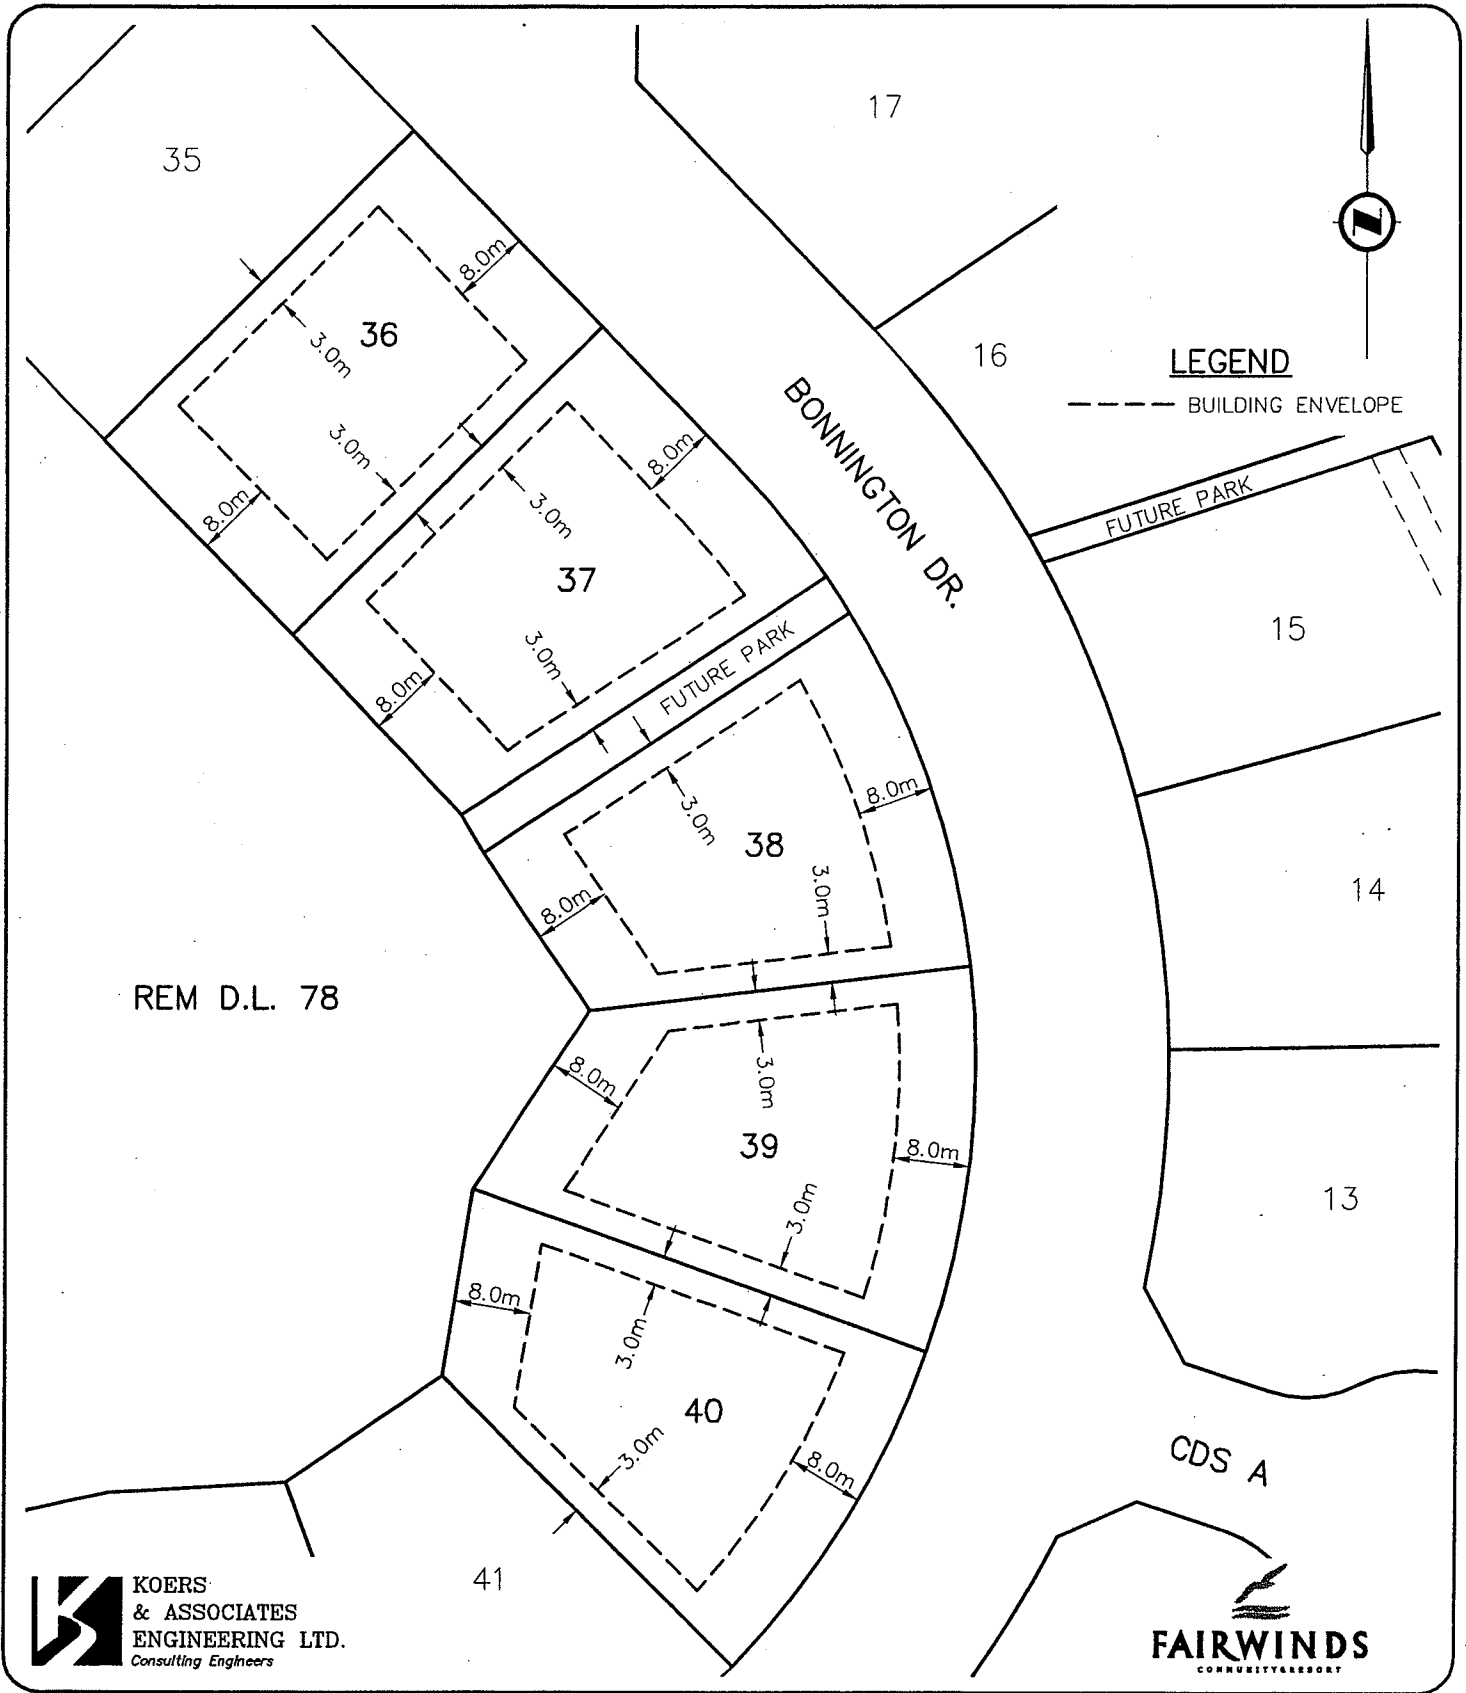 17
35
8.0m
36
3.0m
16
LEGEND
BUILDING ENVELOPE
BONNINGTON DR.
3.0m
8.0m
8.0m
3.0m
FUTURE PARK
37
15
3.0m
FUTURE PARK
8.0m
8.0m
3.0m
38
3.0m
14
8.0m
REM D.L. 78
8.0m
3.0m
39
8.0m
3.0m
13
8.0m
3.0m
40
3.0m
8.0m
CDS A
41
KOERS
& ASSOCIATES
ENGINEERING LTD.
Consulting Engineers
FAIRWINDS
COMMUNITY & RESORT